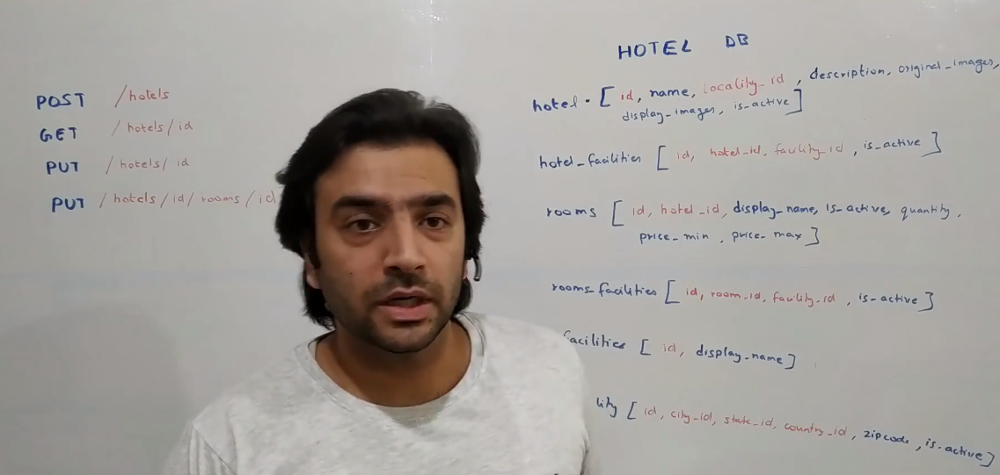 POST /hotels
GET /hotels/id
PUT /hotels/id
PUT /hotels/id/rooms/id
HOTEL DB
hotel - [ id, name, locality_id, description, original_images,
display_images, is_active ]
hotel_facilities [ id, hotel_id, facility_id, is_active ]
rooms [ id, hotel_id, display_name, is_active, quantity,
price_min, price_max ]
rooms_facilities [ id, room_id, facility_id, is_active ]
facilities [ id, display_name ]
lity [ id, city_id, state_id, country_id, zipcode, is_active ]